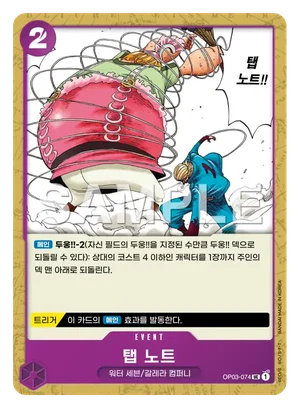 2
탭
노트!!
SAMPLE
메인 두웅!!-2(자신 필드의 두웅!!을 지정된 수만큼 두웅!! 덱으로
되돌릴 수 있다): 상대의 코스트 4 이하인 캐릭터를 1장까지 주인의
덱 맨 아래로 되돌린다.
트리거 이 카드의 메인 효과를 발동한다.
EVENT
탭 노트
워터 세븐/갈레라 컴퍼니
OP03-074
1